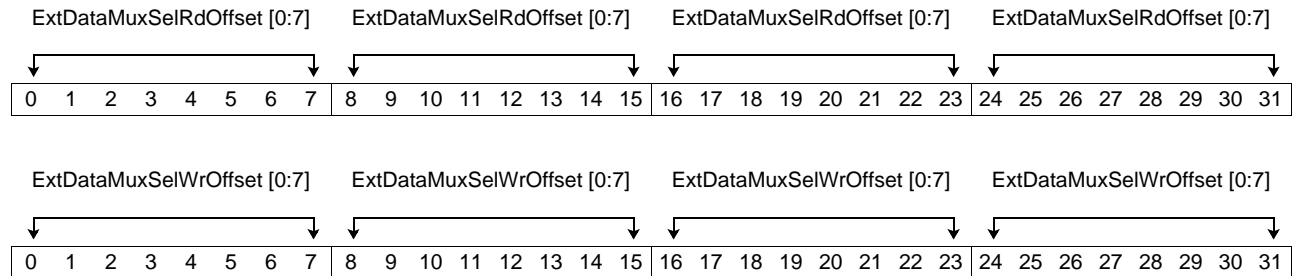 ExtDataMuxSelRdOffset [0:7] ExtDataMuxSelRdOffset [0:7] ExtDataMuxSelRdOffset [0:7] ExtDataMuxSelRdOffset [0:7]
0 1 2 3 4 5 6 7 8 9 10 11 12 13 14 15 16 17 18 19 20 21 22 23 24 25 26 27 28 29 30 31
ExtDataMuxSelWrOffset [0:7] ExtDataMuxSelWrOffset [0:7] ExtDataMuxSelWrOffset [0:7] ExtDataMuxSelWrOffset [0:7]
0 1 2 3 4 5 6 7 8 9 10 11 12 13 14 15 16 17 18 19 20 21 22 23 24 25 26 27 28 29 30 31